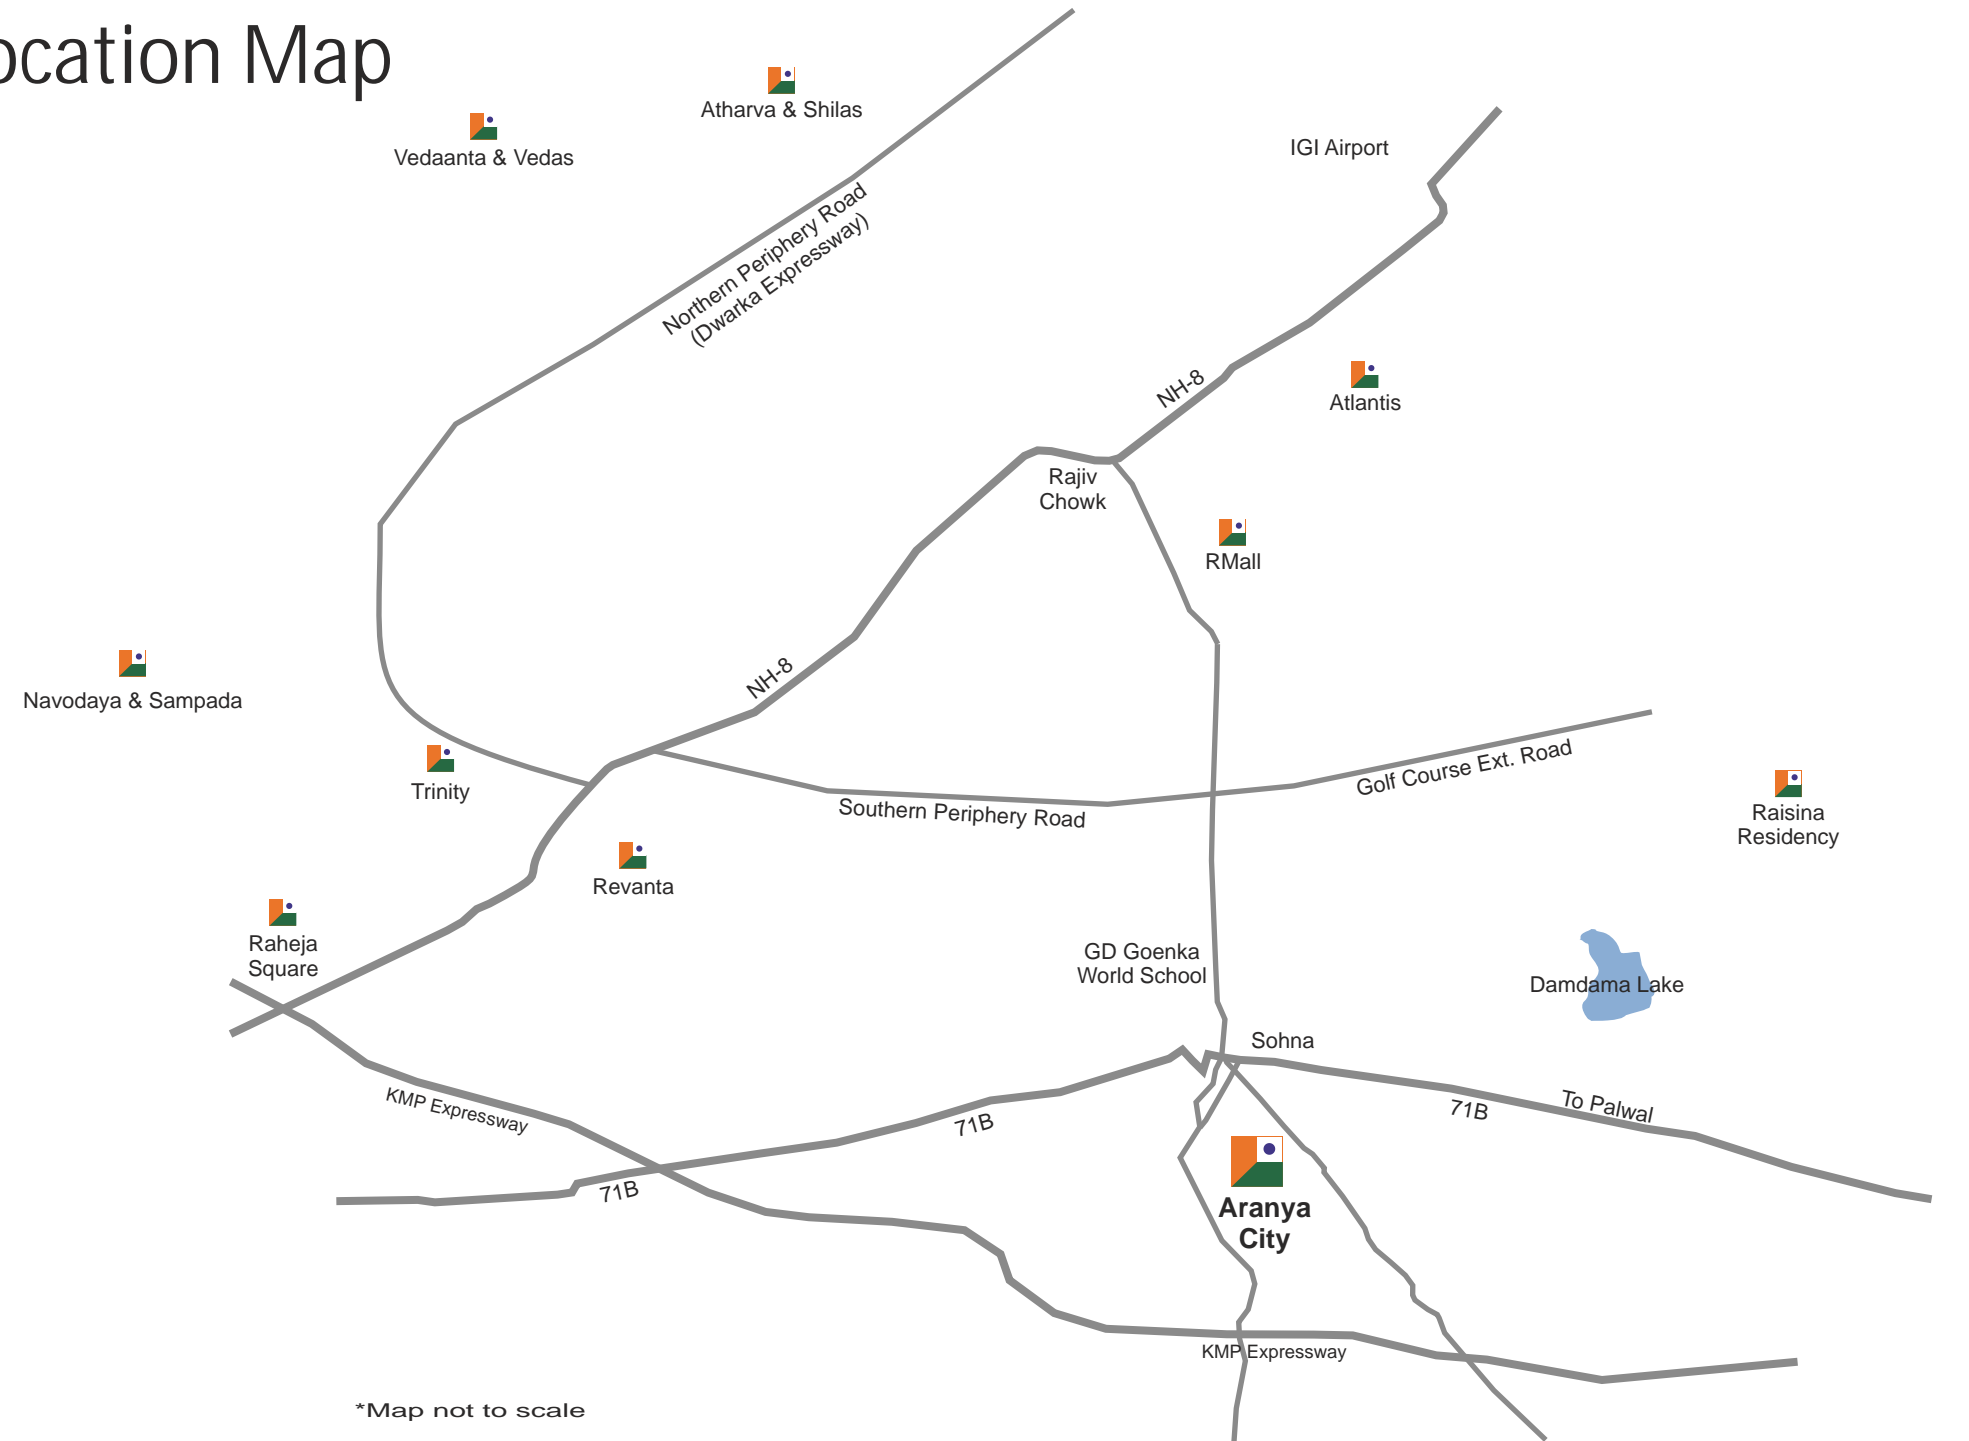 ocation Map
Atharva & Shilas
Vedaanta & Vedas
IGI Airport
Northern Periphery Road
(Dwarka Expressway)
NH-8
Atlantis
Rajiv
Chowk
RMall
NH-8
Navodaya & Sampada
Trinity
Golf Course Ext. Road
Southern Periphery Road
Raisina
Residency
Revanta
Raheja
Square
GD Goenka
World School
Damdama Lake
Sohna
KMP Expressway
71B
71B
To Palwal
71B
Aranya
City
KMP Expressway
*Map not to scale